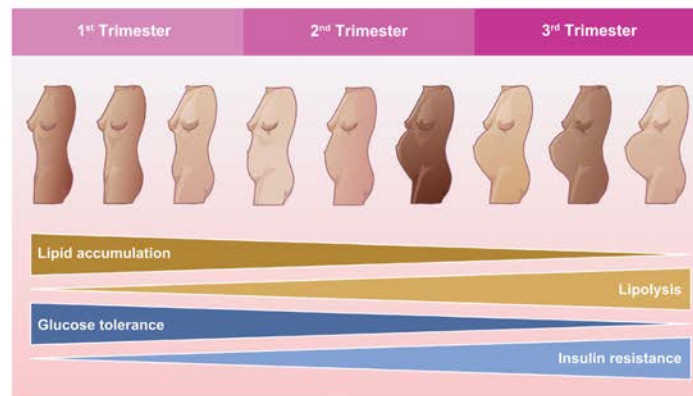 1st Trimester
2nd Trimester
3rd Trimester
Lipid accumulation
Lipolysis
Glucose tolerance
Insulin resistance